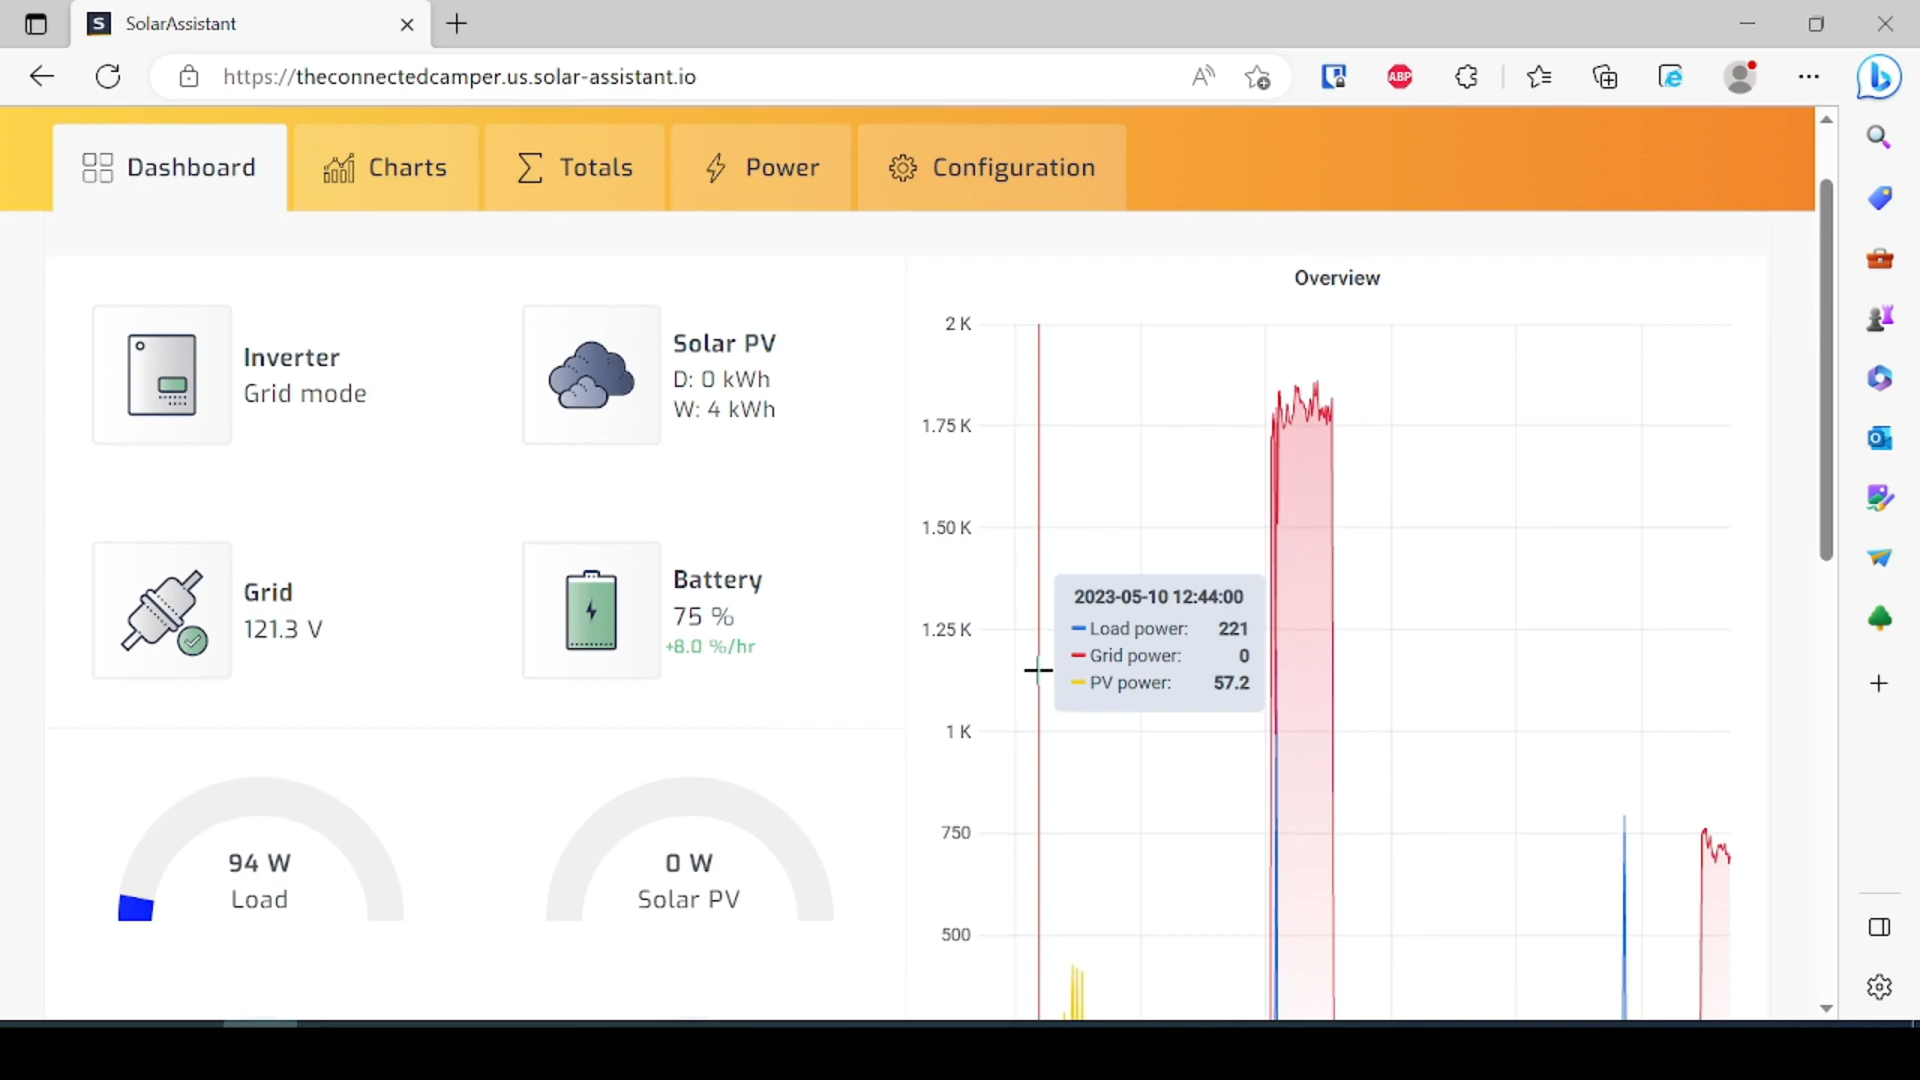 SolarAssistant
https://theconnectedcamper.us.solar-assistant.io
ABP
Dashboard
Charts
Totals
Power
Configuration
Inverter
Grid mode
Solar PV
D: 0 kWh
W: 4 kWh
Grid
121.3 V
Battery
75 %
+8.0 %/hr
94 W
Load
0 W
Solar PV
Overview
2 K
1.75 K
1.50 K
1.25 K
1 K
750
500
2023-05-10 12:44:00
Load power: 221
Grid power: 0
PV power: 57.2